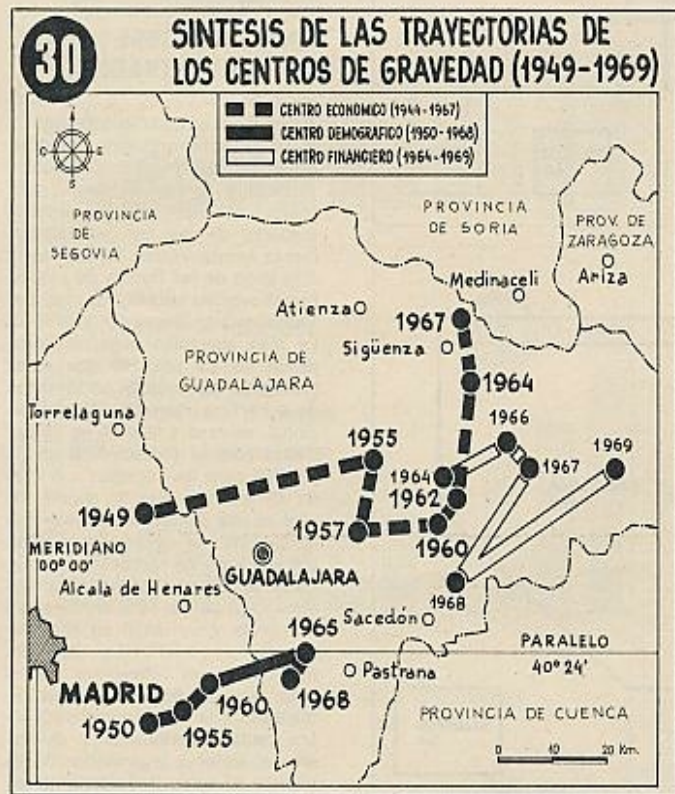 30
SINTESIS DE LAS TRAYECTORIAS DE
LOS CENTROS DE GRAVEDAD (1949-1969)
CENTRO ECONOMICO (1949-1967)
CENTRO DEMOGRAFICO (1950-1968)
CENTRO FINANCIERO (1964-1969)
O
E
S
PROVINCIA
DE
SEGOVIA
PROVINCIA
DE SORIA
PROV. DE
ZARAGOZA
Ariza
Medinaceli
Atienza
1967
Sigüenza
PROVINCIA DE
GUADALAJARA
1964
Torrelaguna
1955
1966
1969
1964
1967
1962
1949
1957
1960
MERIDIANO
00°00'
GUADALAJARA
Alcala de Henares
1968
Sacedón
1965
PARALELO
40° 24'
Pastrana
MADRID
1960
1968
1950
1955
PROVINCIA DE CUENCA
0 40 20 Km.